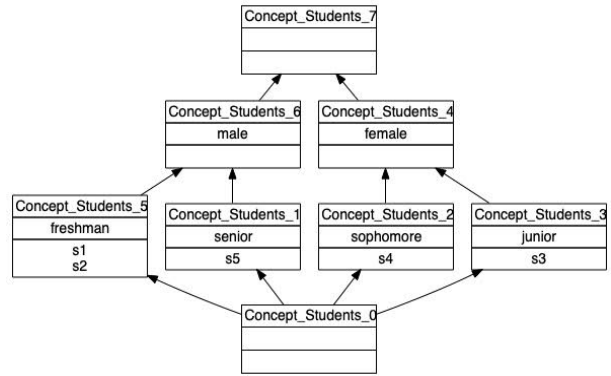 Concept_Students_7
Concept_Students_6
male
Concept_Students_4
female
Concept_Students_5
freshman
s1
s2
Concept_Students_1
senior
s5
Concept_Students_2
sophomore
s4
Concept_Students_3
junior
s3
Concept_Students_0